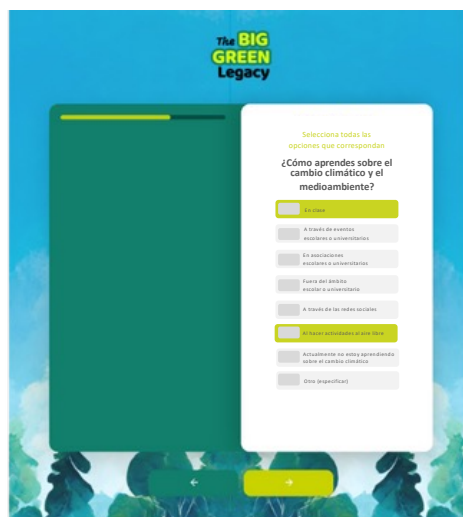 The BIG
GREEN
Legacy
Selecciona todas las
opciones que correspondan
¿Cómo aprendes sobre el
cambio climático y el
medioambiente?
En clase
A través de eventos
escolares o universitarios
En asociaciones
escolares o universitarias
Fuera del ámbito
escolar o universitario
A través de las redes sociales
Al hacer actividades al aire libre
Actualmente no estoy aprendiendo
sobre el cambio climático
Otro (especificar)